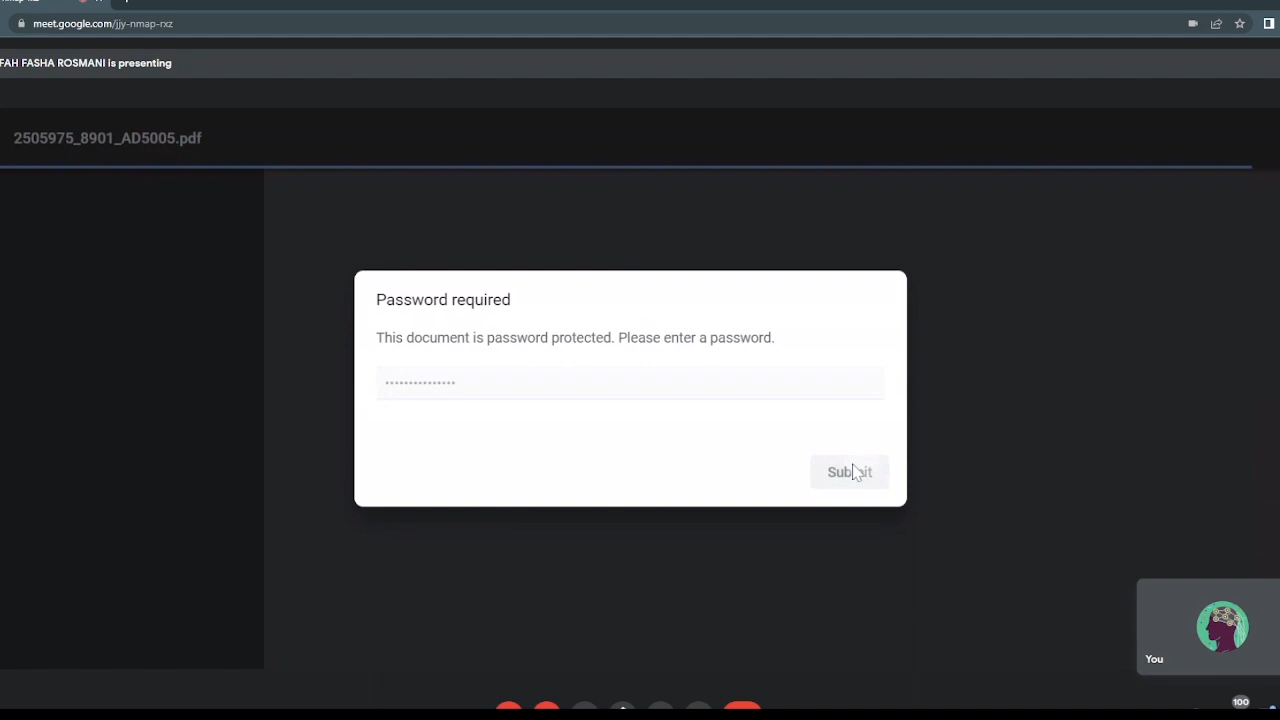 meet.google.com/jjy-nmap-rxz
FAH FASHA ROSMANI is presenting
2505975_8901_AD5005.pdf
Password required
This document is password protected. Please enter a password.
•••••••••••••••
Submit
You
100